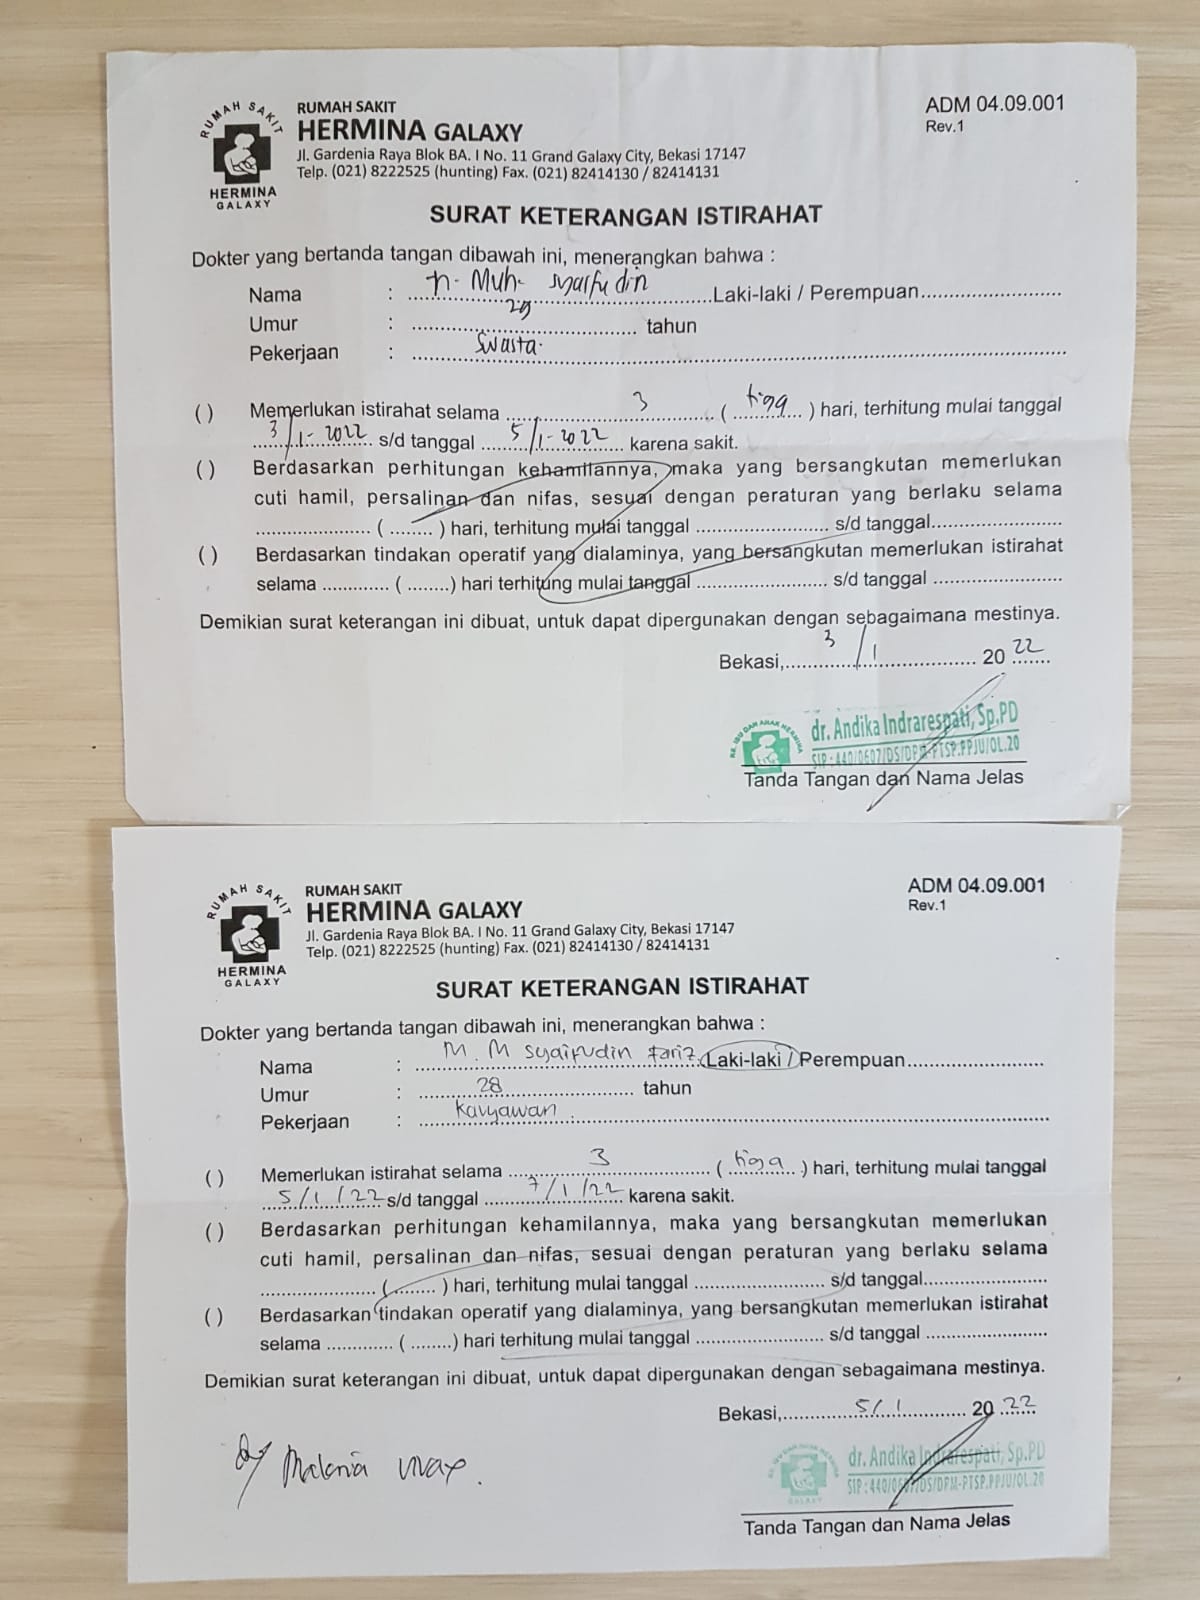 RUMAH SAKIT
HERMINA
GALAXY
RUMAH SAKIT
HERMINA GALAXY
Jl. Gardenia Raya Blok BA. I No. 11 Grand Galaxy City, Bekasi 17147
Telp. (021) 8222525 (hunting) Fax. (021) 82414130 / 82414131
ADM 04.09.001
Rev.1
SURAT KETERANGAN ISTIRAHAT
Dokter yang bertanda tangan dibawah ini, menerangkan bahwa :
Nama : Muh. Syaifudin Laki-laki / Perempuan
Umur : 29 tahun
Pekerjaan : Swasta
( ) Memerlukan istirahat selama 3 ( tiga ) hari, terhitung mulai tanggal
3/1-2022 s/d tanggal 5/1-2022 karena sakit.
( ) Berdasarkan perhitungan kehamilannya, maka yang bersangkutan memerlukan
cuti hamil, persalinan dan nifas, sesuai dengan peraturan yang berlaku selama
.................... ( ........ ) hari, terhitung mulai tanggal ........................ s/d tanggal........................
( ) Berdasarkan tindakan operatif yang dialaminya, yang bersangkutan memerlukan istirahat
selama ............. ( ........) hari terhitung mulai tanggal ........................ s/d tanggal ........................
Demikian surat keterangan ini dibuat, untuk dapat dipergunakan dengan sebagaimana mestinya.
Bekasi, 3/1 2022
RS. IBU DAN ANAK HERMINA
dr. Andika Indrarespati, Sp.PD
SIP : 440/0607/DS/DPM-PTSP.PPJU/OL.20
Tanda Tangan dan Nama Jelas
RUMAH SAKIT
HERMINA
GALAXY
RUMAH SAKIT
HERMINA GALAXY
Jl. Gardenia Raya Blok BA. I No. 11 Grand Galaxy City, Bekasi 17147
Telp. (021) 8222525 (hunting) Fax. (021) 82414130 / 82414131
ADM 04.09.001
Rev.1
SURAT KETERANGAN ISTIRAHAT
Dokter yang bertanda tangan dibawah ini, menerangkan bahwa :
Nama : M. M Syaifudin Fariz Laki-laki / Perempuan
Umur : 28 tahun
Pekerjaan : Karyawan
( ) Memerlukan istirahat selama 3 ( tiga ) hari, terhitung mulai tanggal
5/1/22 s/d tanggal 7/1/22 karena sakit.
( ) Berdasarkan perhitungan kehamilannya, maka yang bersangkutan memerlukan
cuti hamil, persalinan dan nifas, sesuai dengan peraturan yang berlaku selama
.................... ( ........ ) hari, terhitung mulai tanggal ........................ s/d tanggal........................
( ) Berdasarkan tindakan operatif yang dialaminya, yang bersangkutan memerlukan istirahat
selama ............. ( ........) hari terhitung mulai tanggal ........................ s/d tanggal ........................
Demikian surat keterangan ini dibuat, untuk dapat dipergunakan dengan sebagaimana mestinya.
Bekasi, 5/1 2022
Malaria vivax.
GALAXY
dr. Andika Indrarespati, Sp.PD
SIP : 440/0607/DS/DPM-PTSP.PPJU/OL.20
Tanda Tangan dan Nama Jelas